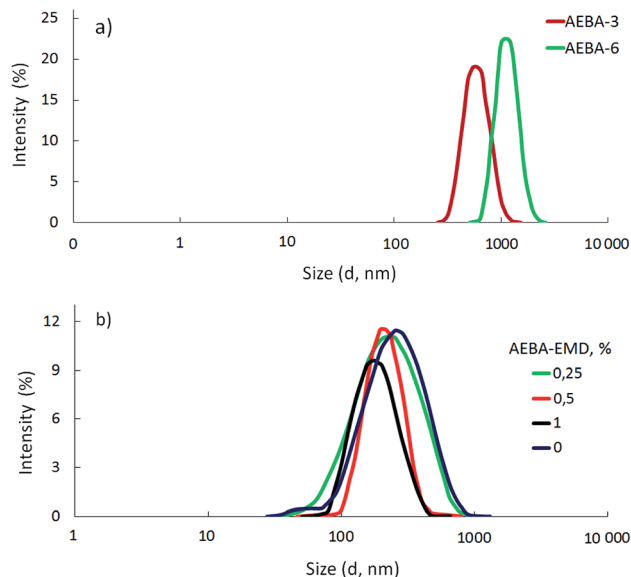 a)
AEBA-3
AEBA-6
Intensity (%)
25
20
15
10
5
0
0 1 10 100 1000 10 000
Size (d, nm)
b)
AEBA-EMD, %
0,25
0,5
1
0
Intensity (%)
12
9
6
3
0
1 10 100 1000 10 000
Size (d, nm)